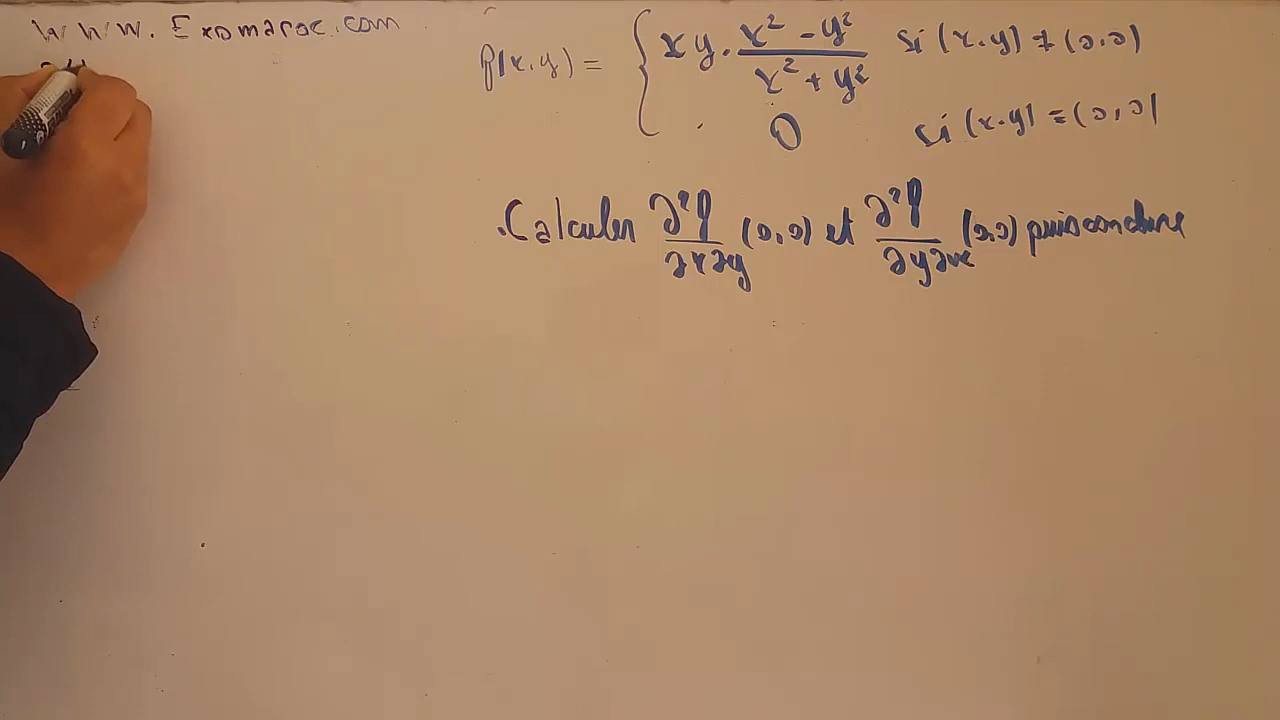 www.Exomaroc.com
f(x,y) = { xy. x² - y² / x² + y² si (x.y) ≠ (0,0)
0 si (x.y) = (0,0)
.Calculer ∂²f/∂x∂y (0,0) et ∂²f/∂y∂x (0,0) puis conclure